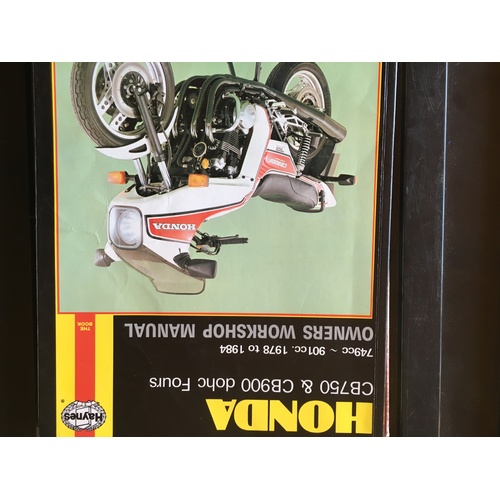 HONDA
CB750 & CB900 dohc Fours
749cc ~ 901cc. 1978 to 1984
OWNERS WORKSHOP MANUAL
Haynes
®
THE
BOOK
HONDA